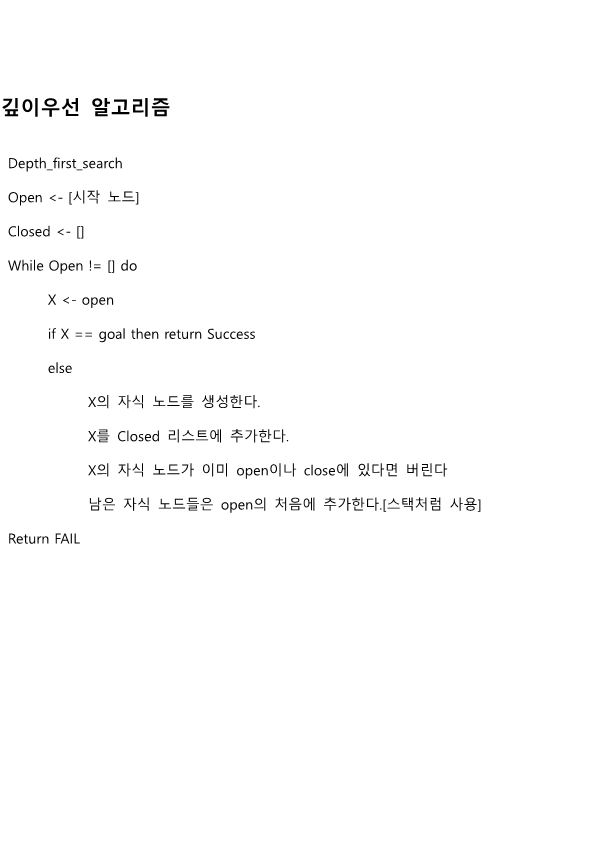 깊이우선 알고리즘
Depth_first_search
Open <- [시작 노드]
Closed <- []
While Open != [] do
X <- open
if X == goal then return Success
else
X의 자식 노드를 생성한다.
X를 Closed 리스트에 추가한다.
X의 자식 노드가 이미 open이나 close에 있다면 버린다
남은 자식 노드들은 open의 처음에 추가한다.[스택처럼 사용]
Return FAIL